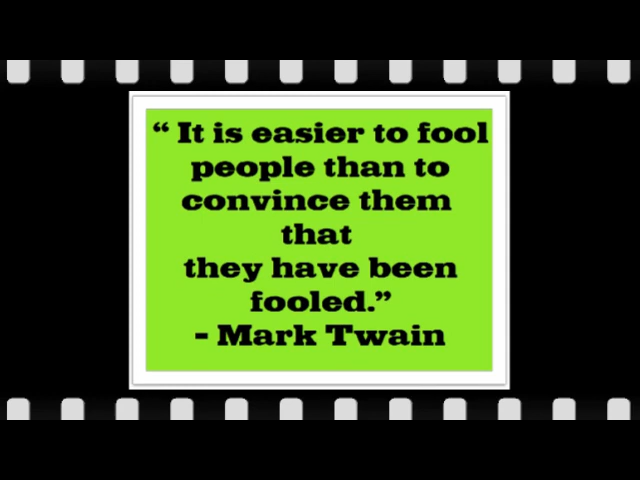 “ It is easier to fool
people than to
convince them
that
they have been
fooled.”
- Mark Twain